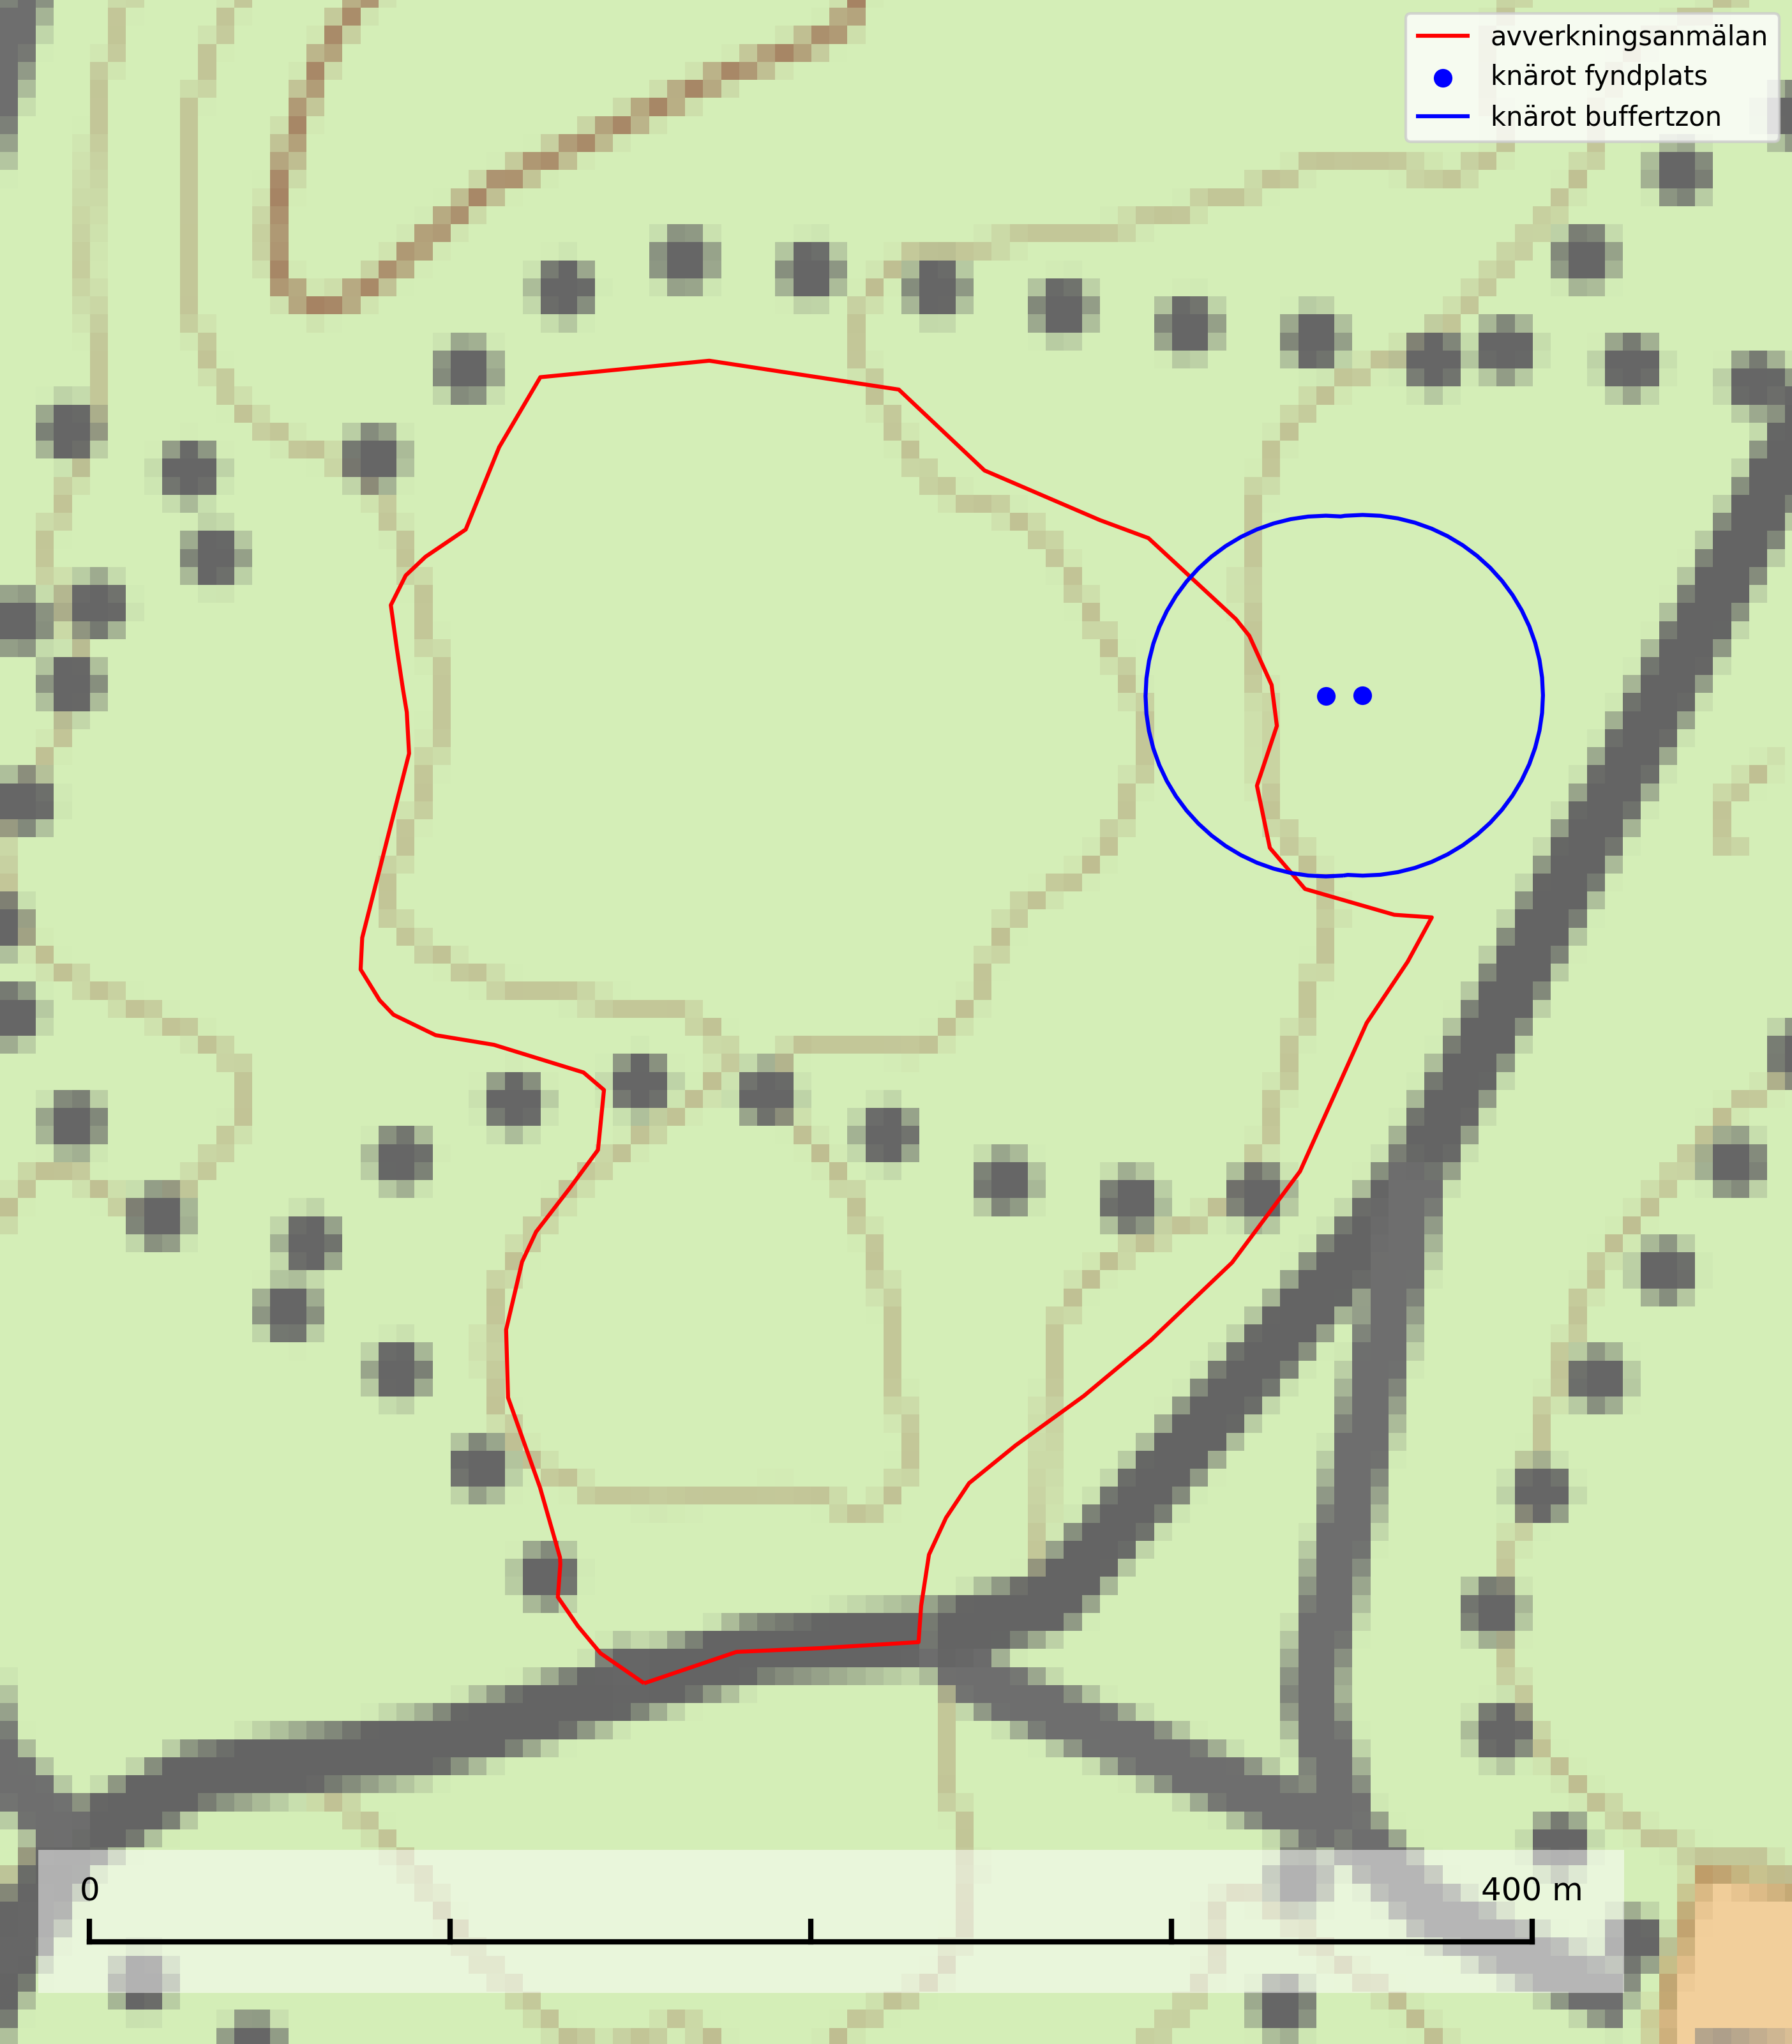 avverkningsanmälan
knärot fyndplats
knärot buffertzon
0
400 m